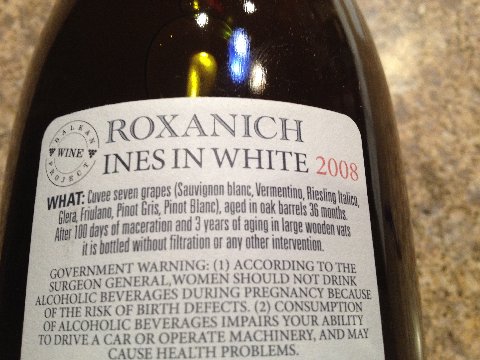 BALKAN
WINE
PROJECT
ROXANICH
INES IN WHITE 2008
WHAT: Cuvee seven grapes (Sauvignon blanc, Vermentino, Riesling Italico,
Glera, Friulano, Pinot Gris, Pinot Blanc), aged in oak barrels 36 months.
After 100 days of maceration and 3 years of aging in large wooden vats
it is bottled without filtration or any other intervention.
GOVERNMENT WARNING: (1) ACCORDING TO THE
SURGEON GENERAL,WOMEN SHOULD NOT DRINK
ALCOHOLIC BEVERAGES DURING PREGNANCY BECAUSE
OF THE RISK OF BIRTH DEFECTS. (2) CONSUMPTION
OF ALCOHOLIC BEVERAGES IMPAIRS YOUR ABILITY
TO DRIVE A CAR OR OPERATE MACHINERY, AND MAY
CAUSE HEALTH PROBLEMS.